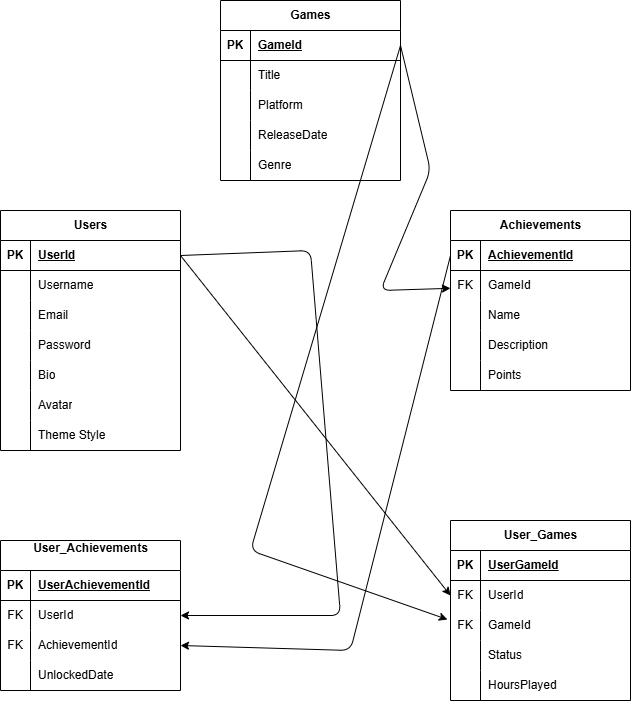 Games
PK GameId
Title
Platform
ReleaseDate
Genre
Users
PK UserId
Username
Email
Password
Bio
Avatar
Theme Style
Achievements
PK AchievementId
FK GameId
Name
Description
Points
User_Achievements
PK UserAchievementId
FK UserId
FK AchievementId
UnlockedDate
User_Games
PK UserGameId
FK UserId
FK GameId
Status
HoursPlayed